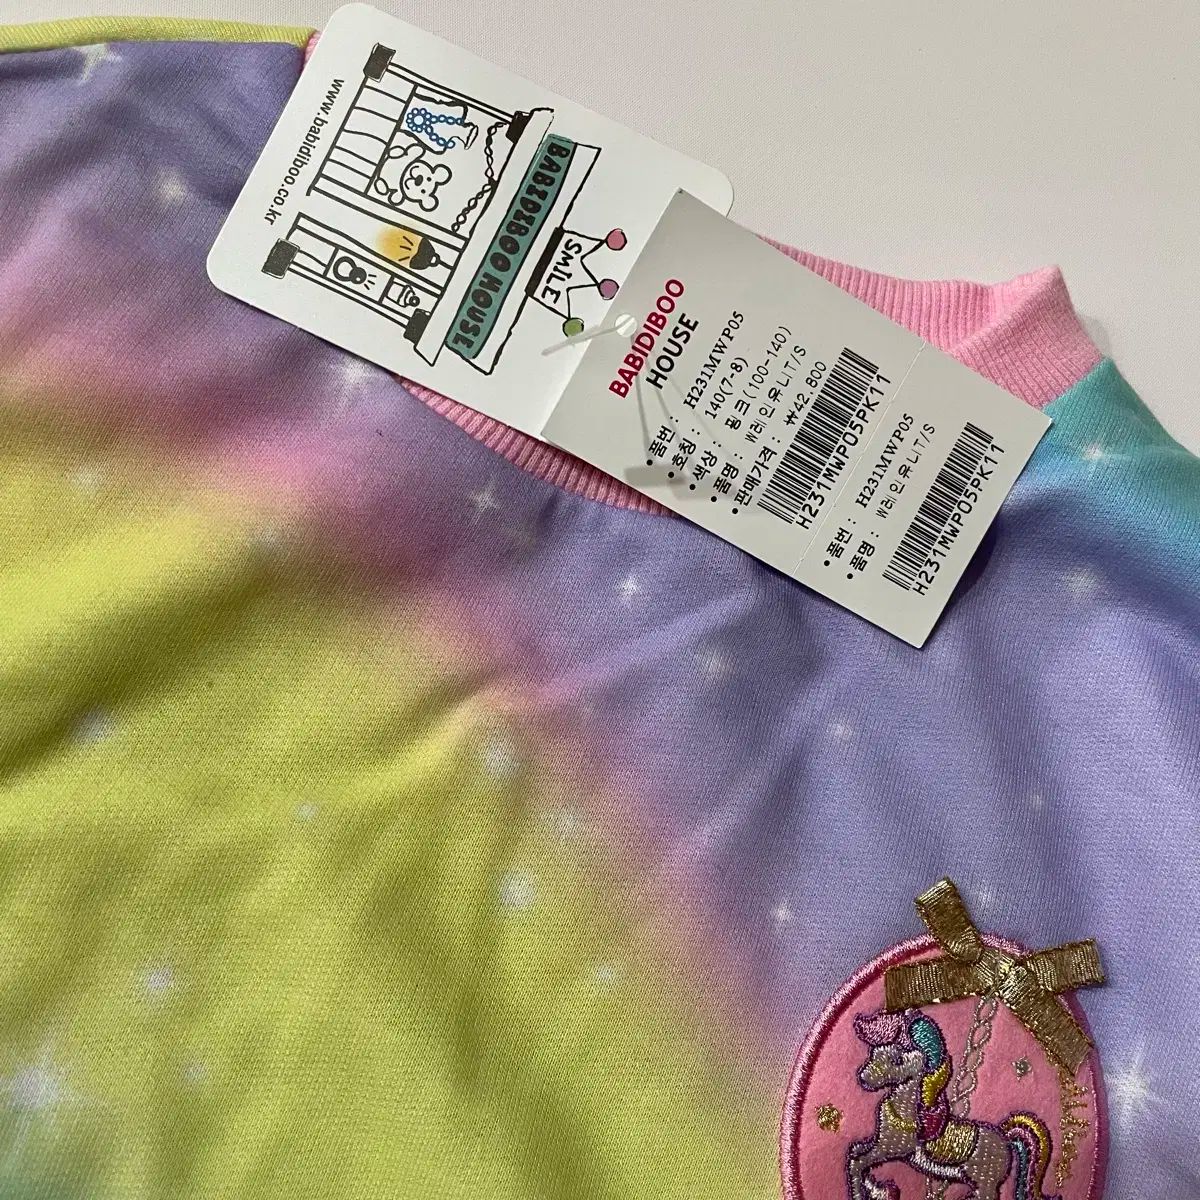 www.babidiboo.co.kr
BABIDIBOO HOUSE
SMILE
BABIDIBOO
HOUSE
• 품번 : H231MWP05
• 호칭 : 140(7-8)
• 색상 : 핑크(100-140)
• 품명 : W레인유니T/S
• 판매가격 : ₩42,800
H231MWP05PK11
• 품번 : H231MWP05
• 품명 : W레인유니T/S
H231MWP05PK11